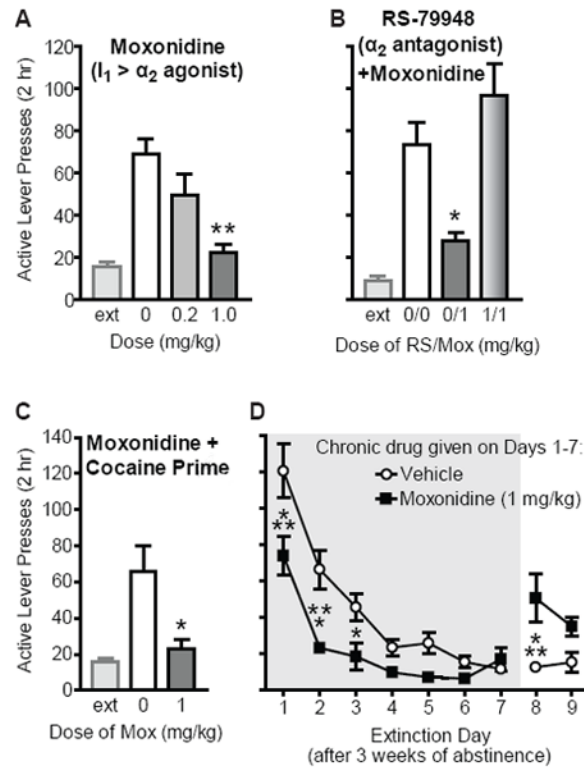 A
Moxonidine
(I₁ > α₂ agonist)
Active Lever Presses (2 hr)
120
100
80
60
40
20
0
**
ext 0 0.2 1.0
Dose (mg/kg)
B
RS-79948
(α₂ antagonist)
+Moxonidine
*
ext 0/0 0/1 1/1
Dose of RS/Mox (mg/kg)
C
Moxonidine +
Cocaine Prime
Active Lever Presses (2 hr)
140
120
100
80
60
40
20
0
*
ext 0 1
Dose of Mox (mg/kg)
D
Chronic drug given on Days 1-7:
Vehicle
Moxonidine (1 mg/kg)
*
**
**
*
*
*
**
1 2 3 4 5 6 7 8 9
Extinction Day
(after 3 weeks of abstinence)